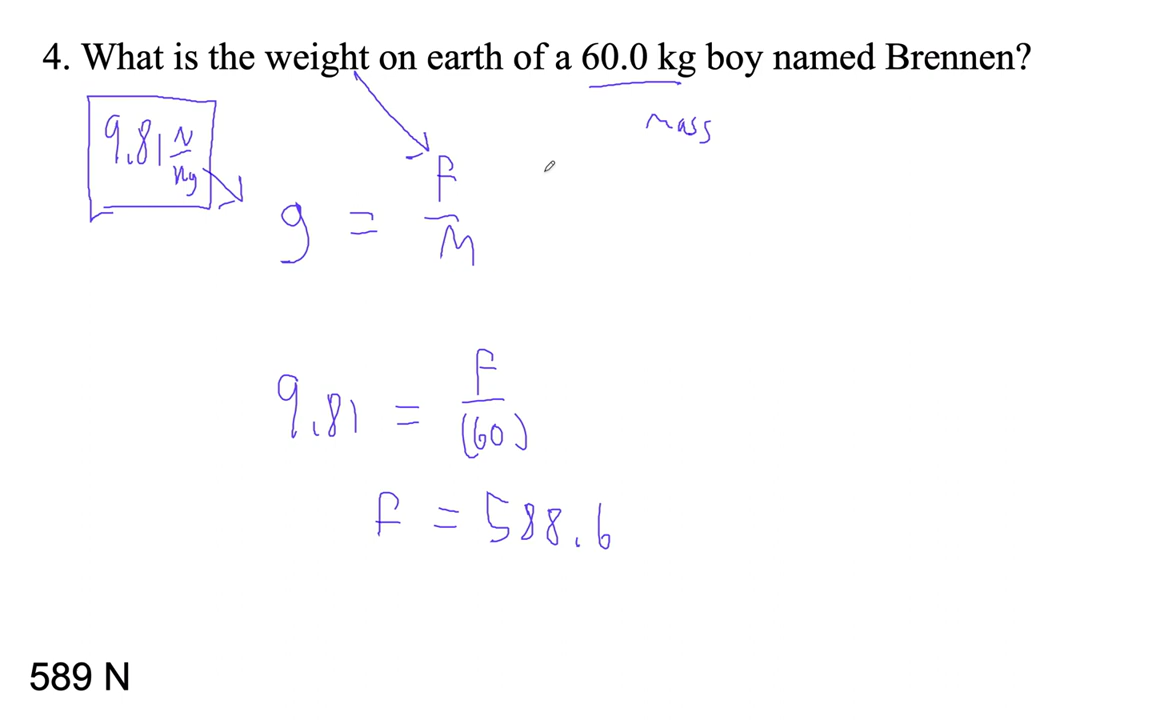 4. What is the weight on earth of a 60.0 kg boy named Brennen?
mass
9.81 N/kg
g = F/m
9.81 = F/(60)
F = 588.6
589 N